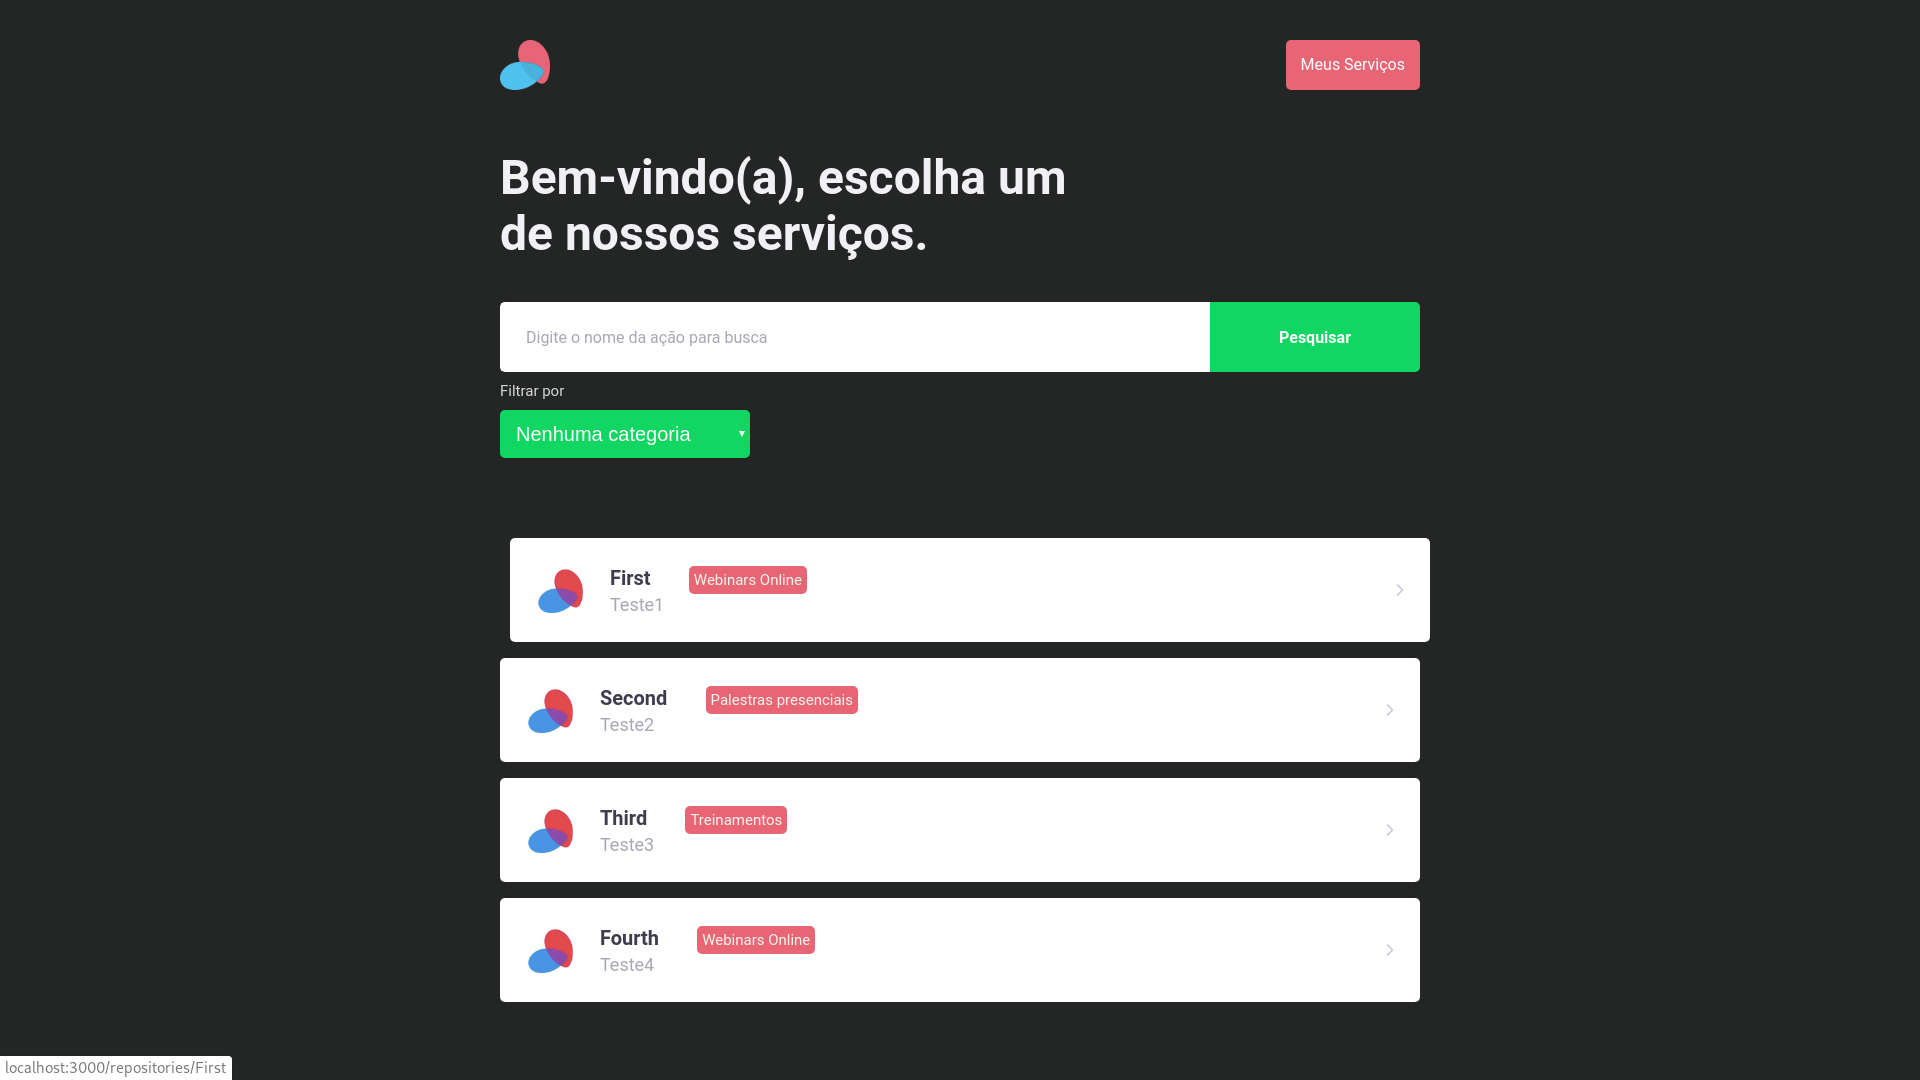 Meus Serviços
Bem-vindo(a), escolha um
de nossos serviços.
Digite o nome da ação para busca
Pesquisar
Filtrar por
Nenhuma categoria
First
Webinars Online
Teste1
Second
Palestras presenciais
Teste2
Third
Treinamentos
Teste3
Fourth
Webinars Online
Teste4
localhost:3000/repositories/First